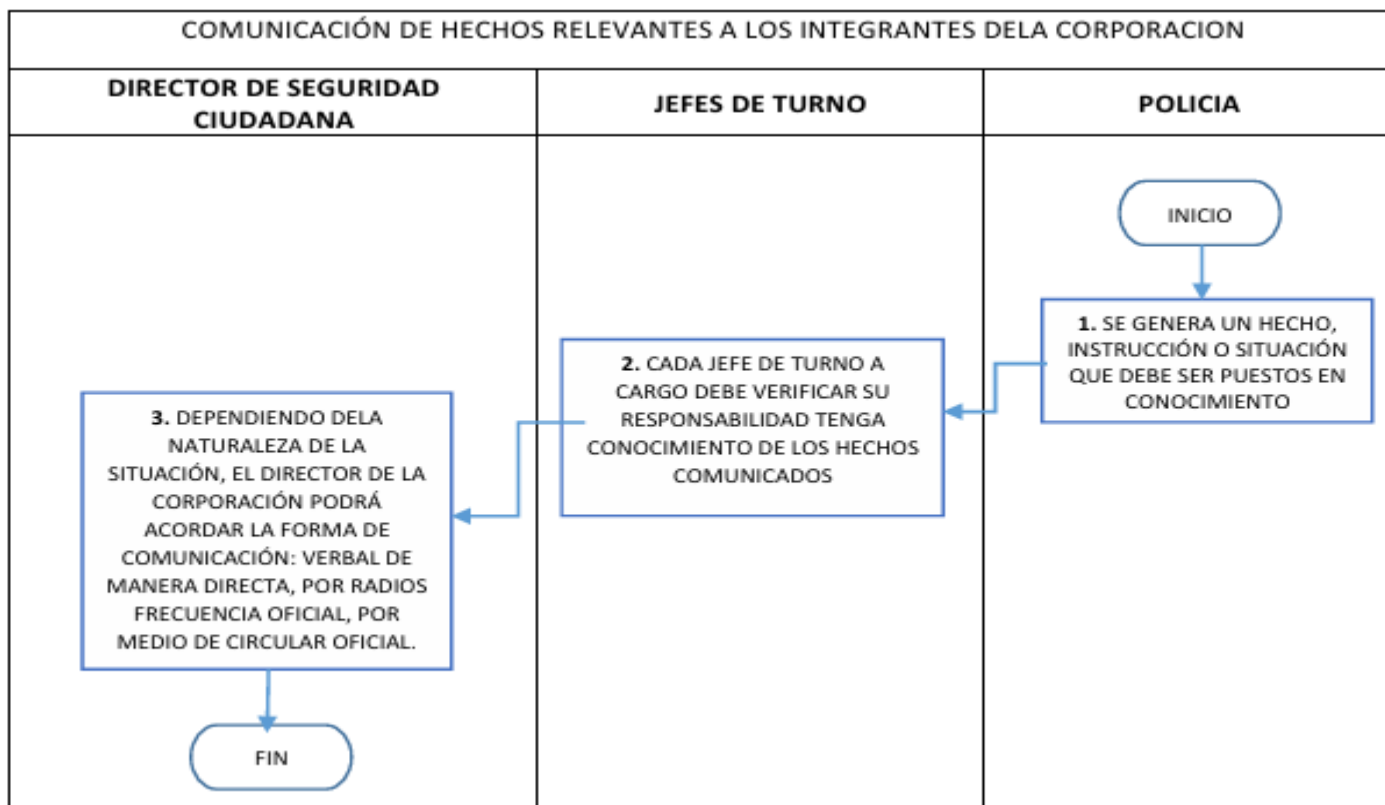 COMUNICACIÓN DE HECHOS RELEVANTES A LOS INTEGRANTES DELA CORPORACION
DIRECTOR DE SEGURIDAD
CIUDADANA
JEFES DE TURNO
POLICIA
INICIO
1. SE GENERA UN HECHO,
INSTRUCCIÓN O SITUACIÓN
QUE DEBE SER PUESTOS EN
CONOCIMIENTO
2. CADA JEFE DE TURNO A
CARGO DEBE VERIFICAR SU
RESPONSABILIDAD TENGA
CONOCIMIENTO DE LOS HECHOS
COMUNICADOS
3. DEPENDIENDO DELA
NATURALEZA DE LA
SITUACIÓN, EL DIRECTOR DE LA
CORPORACIÓN PODRÁ
ACORDAR LA FORMA DE
COMUNICACIÓN: VERBAL DE
MANERA DIRECTA, POR RADIOS
FRECUENCIA OFICIAL, POR
MEDIO DE CIRCULAR OFICIAL.
FIN